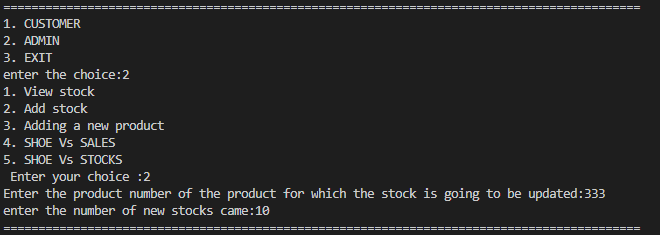 ===========================================================================================
1. CUSTOMER
2. ADMIN
3. EXIT
enter the choice:2
1. View stock
2. Add stock
3. Adding a new product
4. SHOE Vs SALES
5. SHOE Vs STOCKS
 Enter your choice :2
Enter the product number of the product for which the stock is going to be updated:333
enter the number of new stocks came:10
===========================================================================================